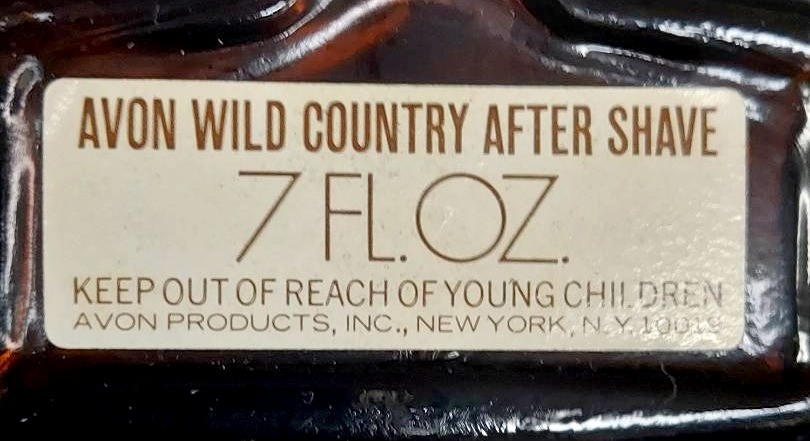 AVON WILD COUNTRY AFTER SHAVE
7 FL. OZ.
KEEP OUT OF REACH OF YOUNG CHILDREN
AVON PRODUCTS, INC., NEW YORK, N.Y. 10019